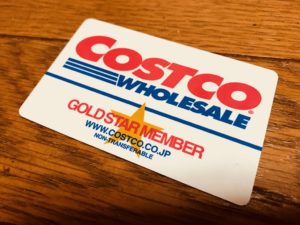 COSTCO
WHOLESALE
GOLD STAR MEMBER
WWW.COSTCO.CO.JP
NON-TRANSFERABLE